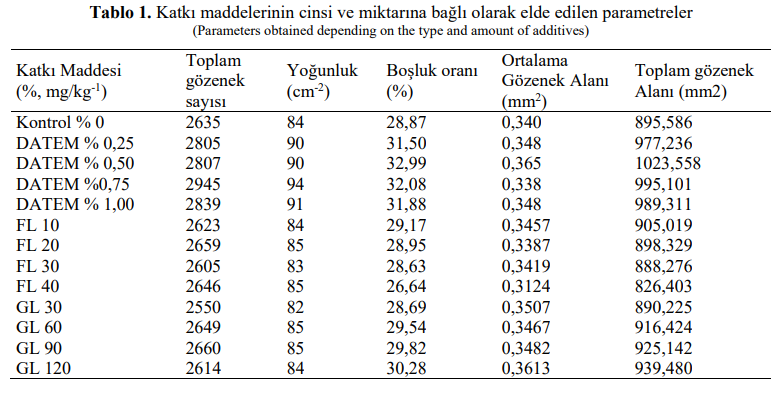 Tablo 1. Katkı maddelerinin cinsi ve miktarına bağlı olarak elde edilen parametreler
(Parameters obtained depending on the type and amount of additives)
Katkı Maddesi (%, mg/kg-1) Toplam gözenek sayısı Yoğunluk (cm-2) Boşluk oranı (%) Ortalama Gözenek Alanı (mm2) Toplam gözenek Alanı (mm2)
Kontrol % 0 2635 84 28,87 0,340 895,586
DATEM % 0,25 2805 90 31,50 0,348 977,236
DATEM % 0,50 2807 90 32,99 0,365 1023,558
DATEM %0,75 2945 94 32,08 0,338 995,101
DATEM % 1,00 2839 91 31,88 0,348 989,311
FL 10 2623 84 29,17 0,3457 905,019
FL 20 2659 85 28,95 0,3387 898,329
FL 30 2605 83 28,63 0,3419 888,276
FL 40 2646 85 26,64 0,3124 826,403
GL 30 2550 82 28,69 0,3507 890,225
GL 60 2649 85 29,54 0,3467 916,424
GL 90 2660 85 29,82 0,3482 925,142
GL 120 2614 84 30,28 0,3613 939,480